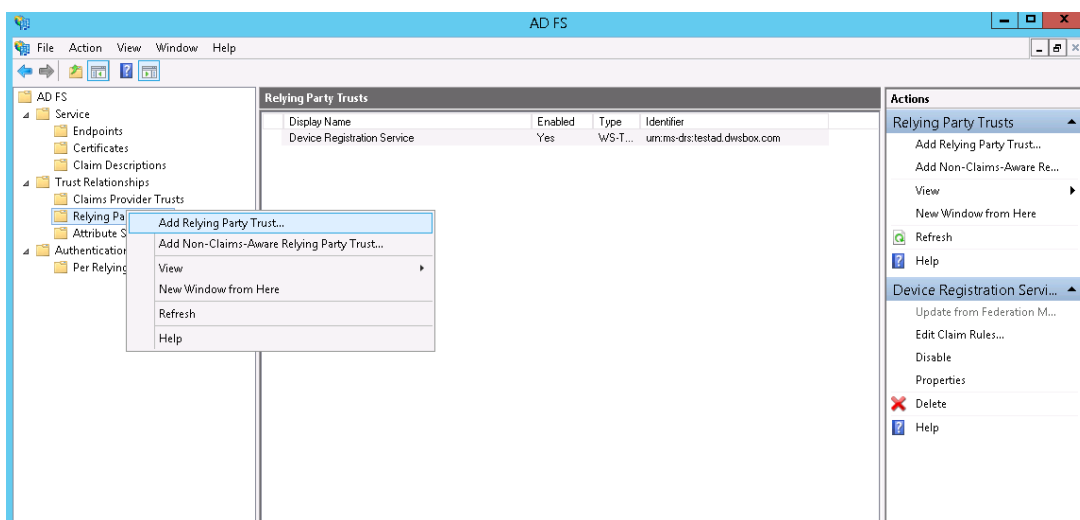 AD FS
File Action View Window Help
AD FS
Service
Endpoints
Certificates
Claim Descriptions
Trust Relationships
Claims Provider Trusts
Relying Pa
Attribute S
Authentication
Per Relying
Add Relying Party Trust...
Add Non-Claims-Aware Relying Party Trust...
View
New Window from Here
Refresh
Help
Relying Party Trusts
Display Name Enabled Type Identifier
Device Registration Service Yes WS-T... urn:ms-drs:testad.dwsbox.com
Actions
Relying Party Trusts
Add Relying Party Trust...
Add Non-Claims-Aware Re...
View
New Window from Here
Refresh
Help
Device Registration Servi...
Update from Federation M...
Edit Claim Rules...
Disable
Properties
Delete
Help